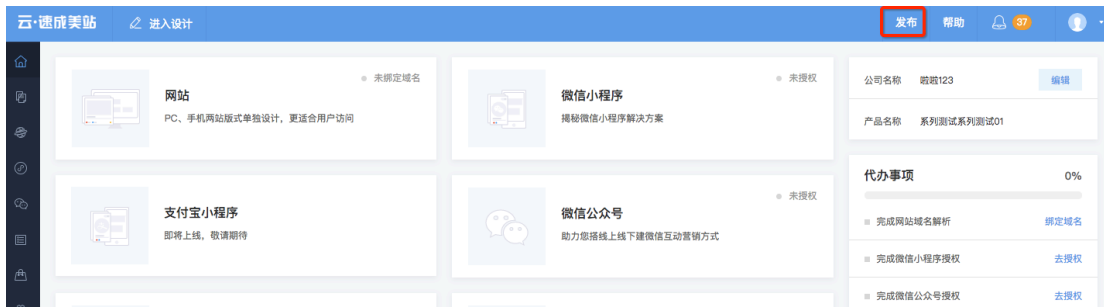 云·速成美站 进入设计 发布 帮助 37
网站 未绑定域名
PC、手机网站版式单独设计，更适合用户访问
微信小程序 未授权
揭秘微信小程序解决方案
公司名称 啦啦123 编辑
产品名称 系列测试系列测试01
支付宝小程序
即将上线，敬请期待
微信公众号 未授权
助力您搭线上线下建微信互动营销方式
代办事项 0%
完成网站域名解析 绑定域名
完成微信小程序授权 去授权
完成微信公众号授权 去授权